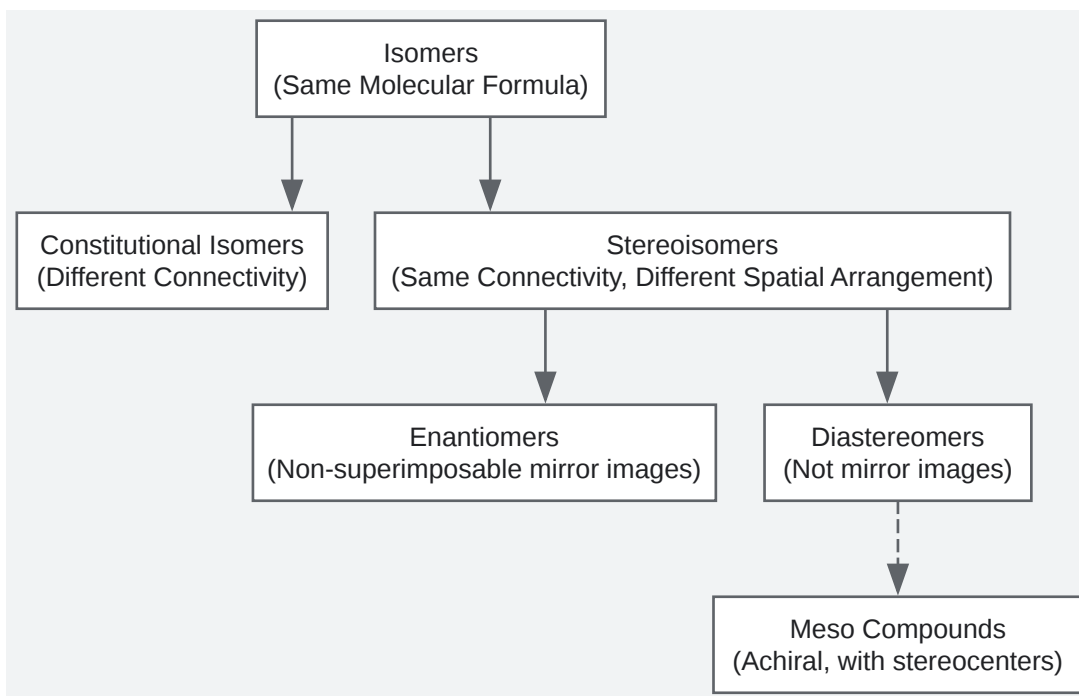 Isomers
(Same Molecular Formula)
Constitutional Isomers
(Different Connectivity)
Stereoisomers
(Same Connectivity, Different Spatial Arrangement)
Enantiomers
(Non-superimposable mirror images)
Diastereomers
(Not mirror images)
Meso Compounds
(Achiral, with stereocenters)